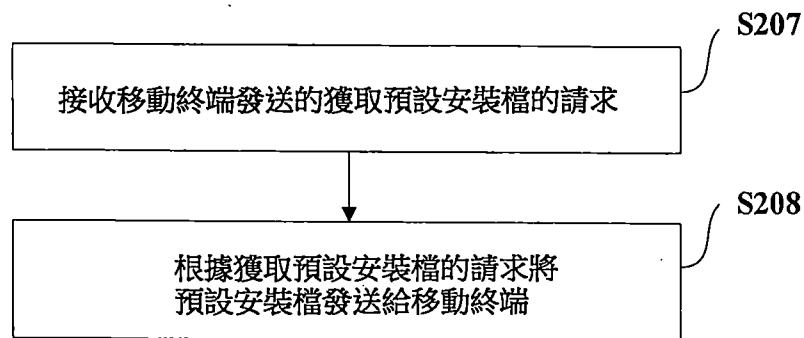 S207
接收移動終端發送的獲取預設安裝檔的請求
S208
根據獲取預設安裝檔的請求將
預設安裝檔發送給移動終端